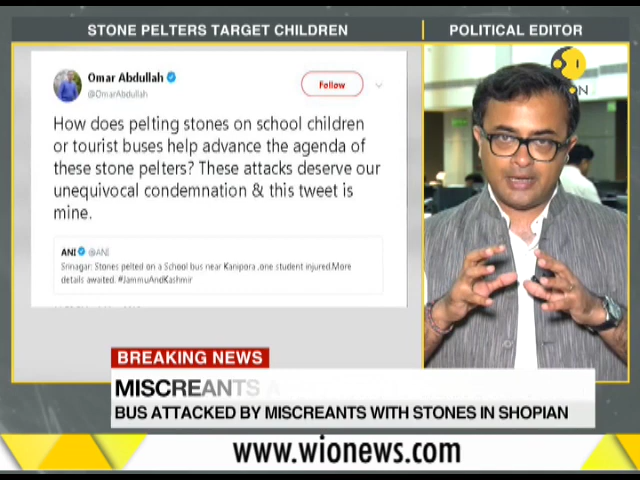 STONE PELTERS TARGET CHILDREN
POLITICAL EDITOR
Omar Abdullah
@OmarAbdullah
Follow
How does pelting stones on school children
or tourist buses help advance the agenda of
these stone pelters? These attacks deserve our
unequivocal condemnation & this tweet is
mine.
ANI @ANI
Srinagar: Stones pelted on a School bus near Kanipora ,one student injured.More
details awaited. #JammuAndKashmir
BREAKING NEWS
MISCREANTS
BUS ATTACKED BY MISCREANTS WITH STONES IN SHOPIAN
www.wionews.com